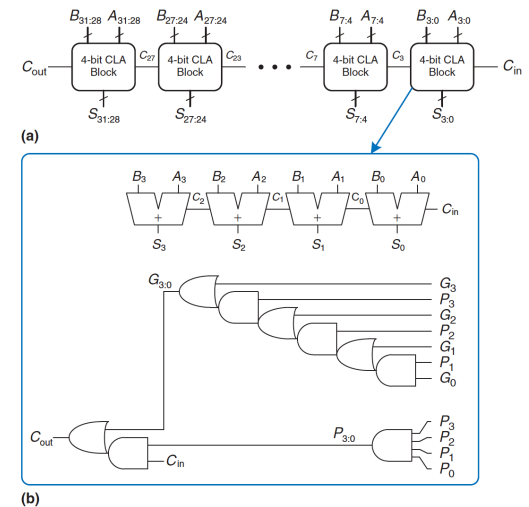 B31:28 A31:28 B27:24 A27:24 B7:4 A7:4 B3:0 A3:0
Cout 4-bit CLA Block C27 4-bit CLA Block C23 C7 4-bit CLA Block C3 4-bit CLA Block Cin
S31:28 S27:24 S7:4 S3:0
(a)
B3 A3 B2 A2 B1 A1 B0 A0
+ C2 + C1 + C0 + Cin
S3 S2 S1 S0
G3:0 G3
P3
G2
P2
G1
P1
G0
Cout P3:0 P3
P2
P1
P0
Cin
(b)